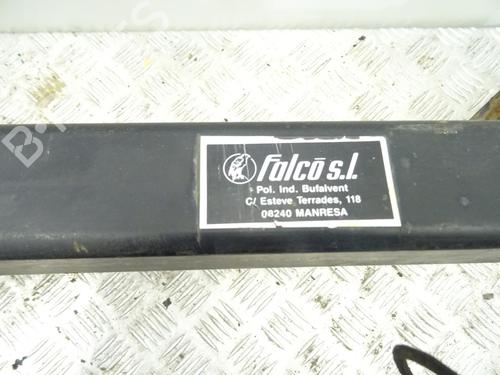 Falcō s.l.
Pol. Ind. Bufalvent
C/ Esteve Terrades, 118
08240 MANRESA